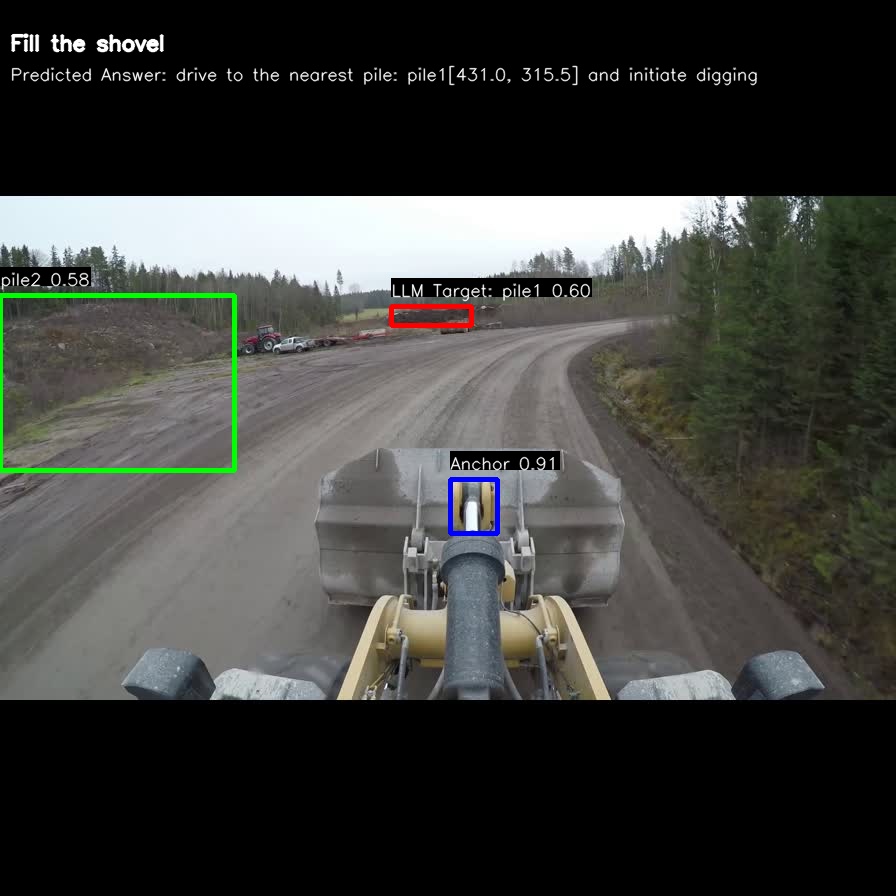 Fill the shovel
Predicted Answer: drive to the nearest pile: pile1[431.0, 315.5] and initiate digging
pile2 0.58
LLM Target: pile1 0.60
Anchor 0.91